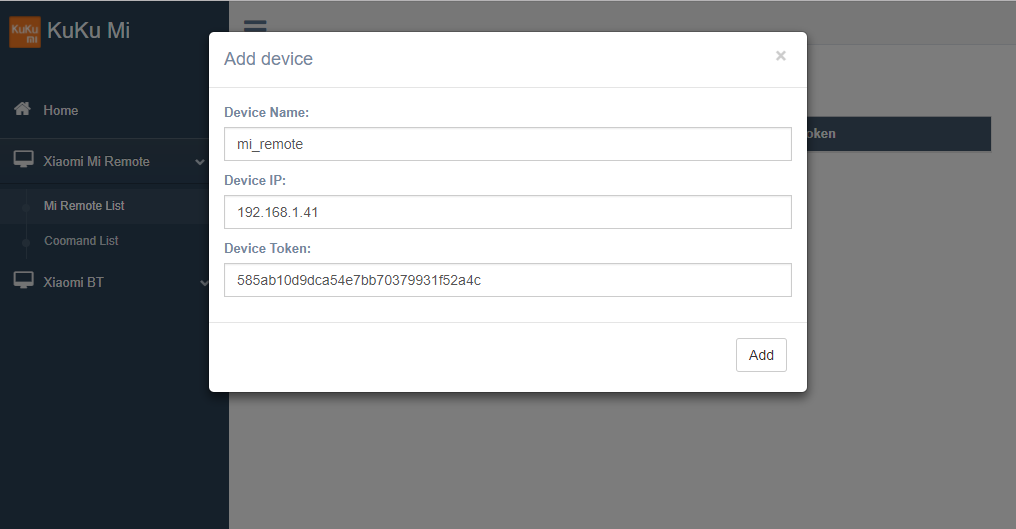 KuKu
mi
KuKu Mi
Home
Xiaomi Mi Remote
Mi Remote List
Coomand List
Xiaomi BT
Add device
×
Device Name:
mi_remote
Device IP:
192.168.1.41
Device Token:
585ab10d9dca54e7bb70379931f52a4c
Add
oken